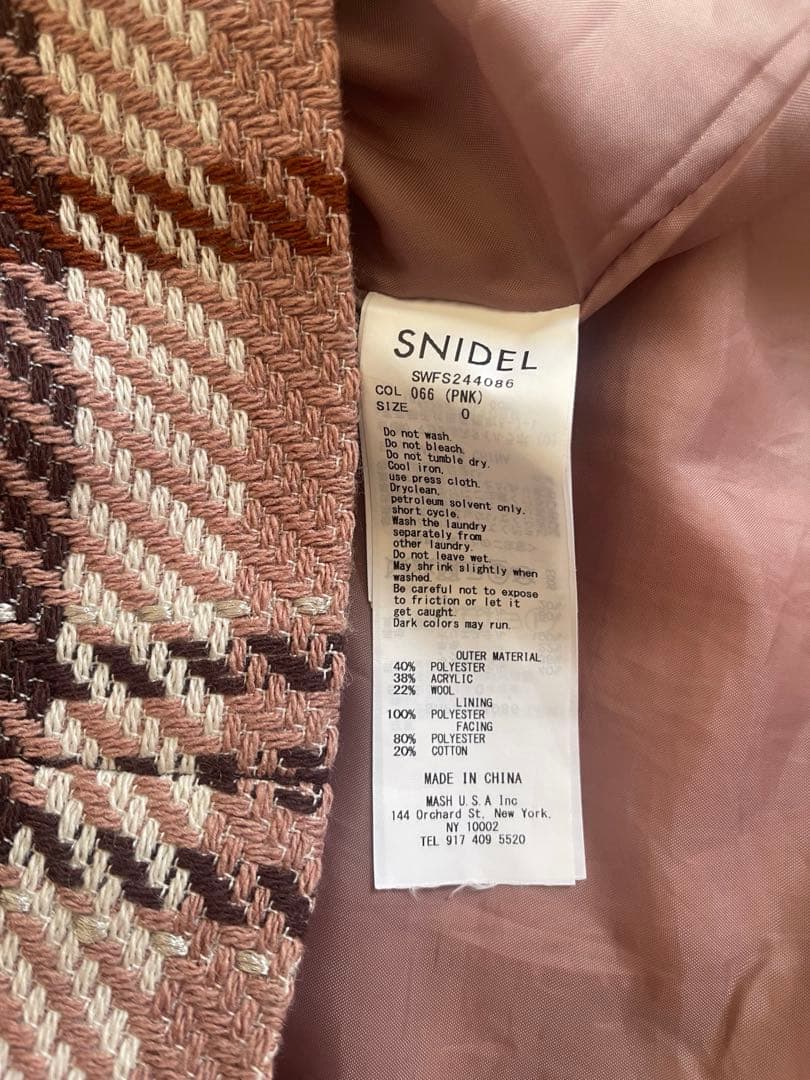 SNIDEL
SWFS244086
COL 066 (PNK)
SIZE 0
Do not wash.
Do not bleach.
Do not tumble dry.
Cool iron,
use press cloth.
Dryclean,
petroleum solvent only.
short cycle.
Wash the laundry
separately from
other laundry.
Do not leave wet.
May shrink slightly when
washed.
Be careful not to expose
to friction or let it
get caught.
Dark colors may run.
OUTER MATERIAL
40% POLYESTER
38% ACRYLIC
22% WOOL
LINING
100% POLYESTER
FACING
80% POLYESTER
20% COTTON
MADE IN CHINA
MASH U.S.A Inc
144 Orchard St, New York,
NY 10002
TEL 917 409 5520